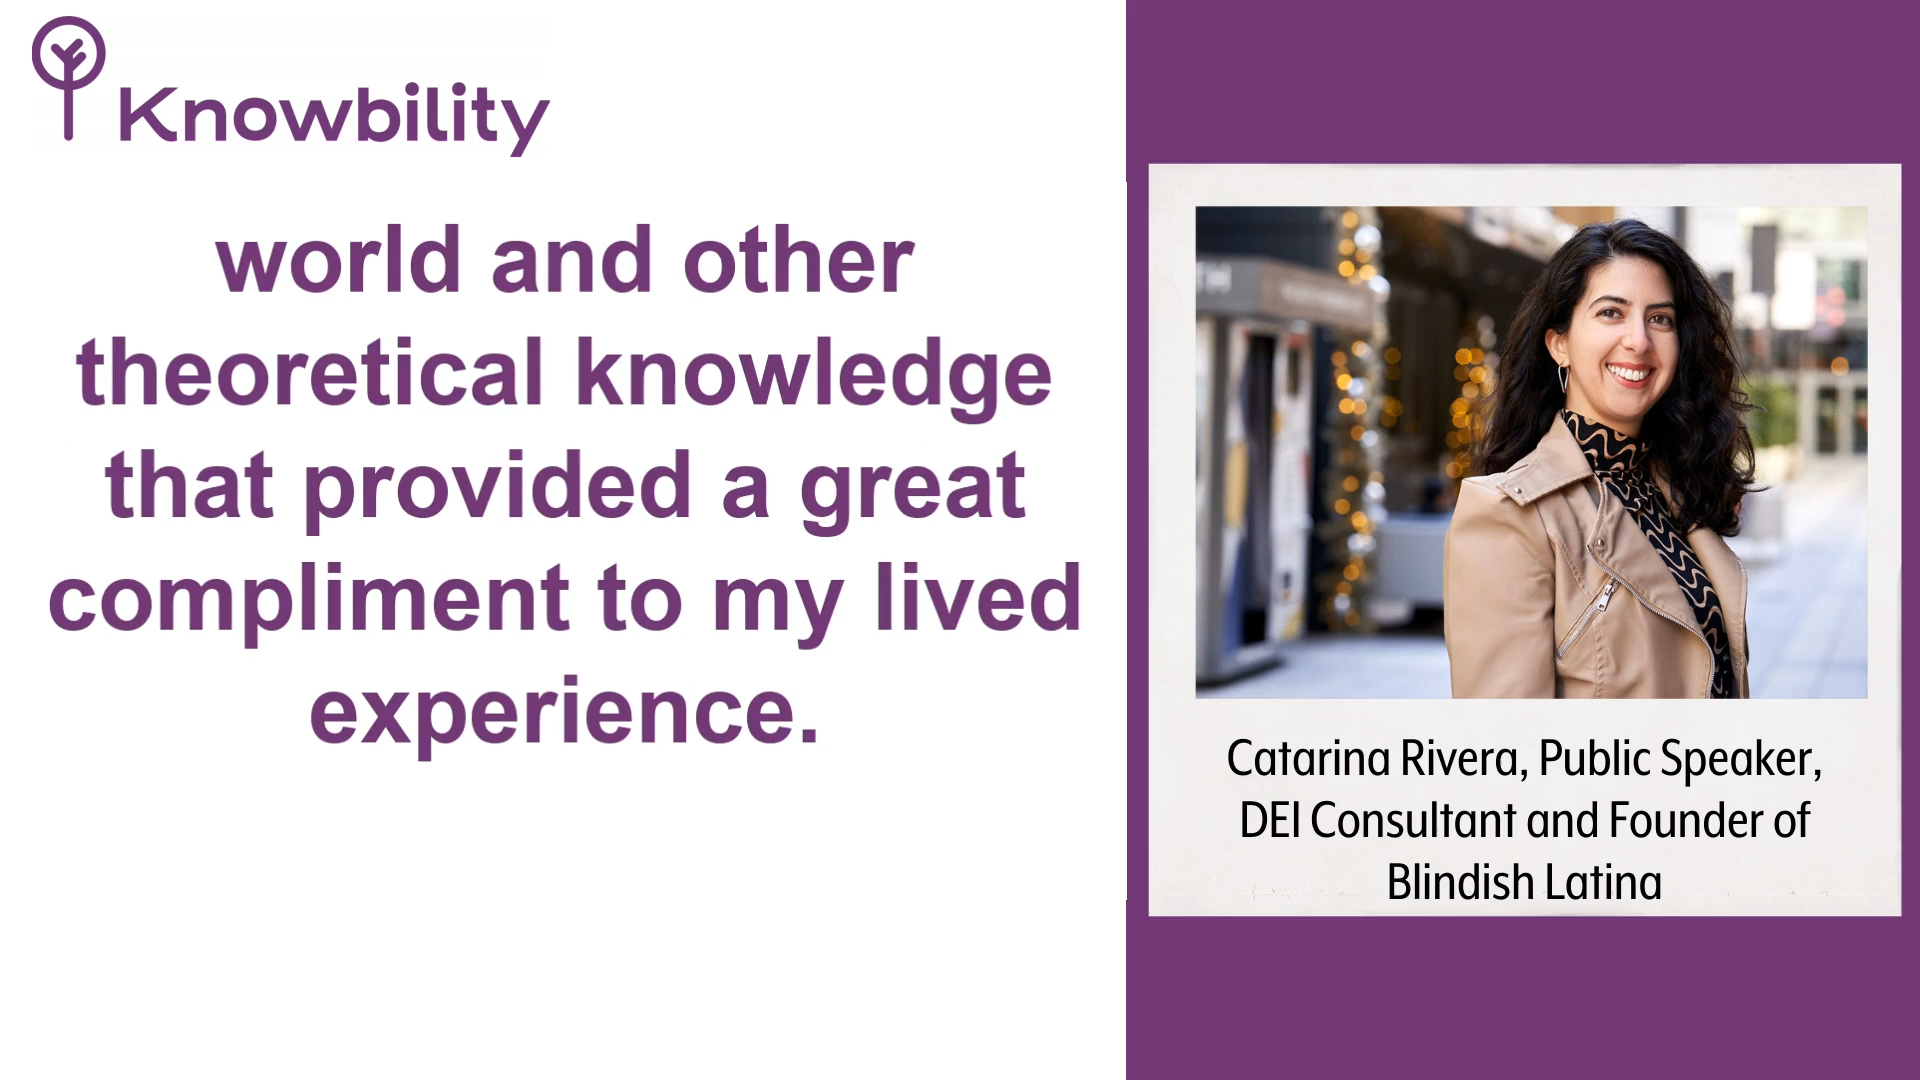 Knowbility
world and other
theoretical knowledge
that provided a great
compliment to my lived
experience.
Catarina Rivera, Public Speaker,
DEI Consultant and Founder of
Blindish Latina